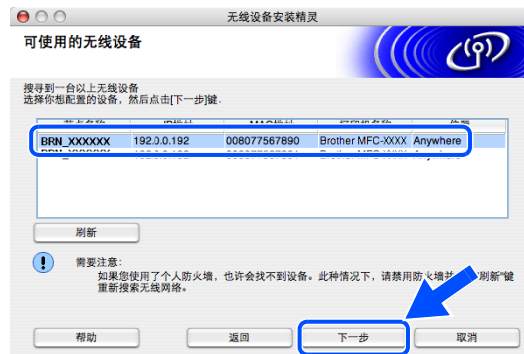 无线设备安装精灵
可使用的无线设备
搜寻到一台以上无线设备
选择你想配置的设备，然后点击[下一步]键.
BRN_XXXXXX 192.0.0.192 008077567890 Brother MFC-XXXX Anywhere
刷新
需要注意：
如果您使用了个人防火墙，也许会找不到设备。此种情况下，请禁用防火墙并 刷新"键
重新搜索无线网络。
帮助 返回 下一步 取消